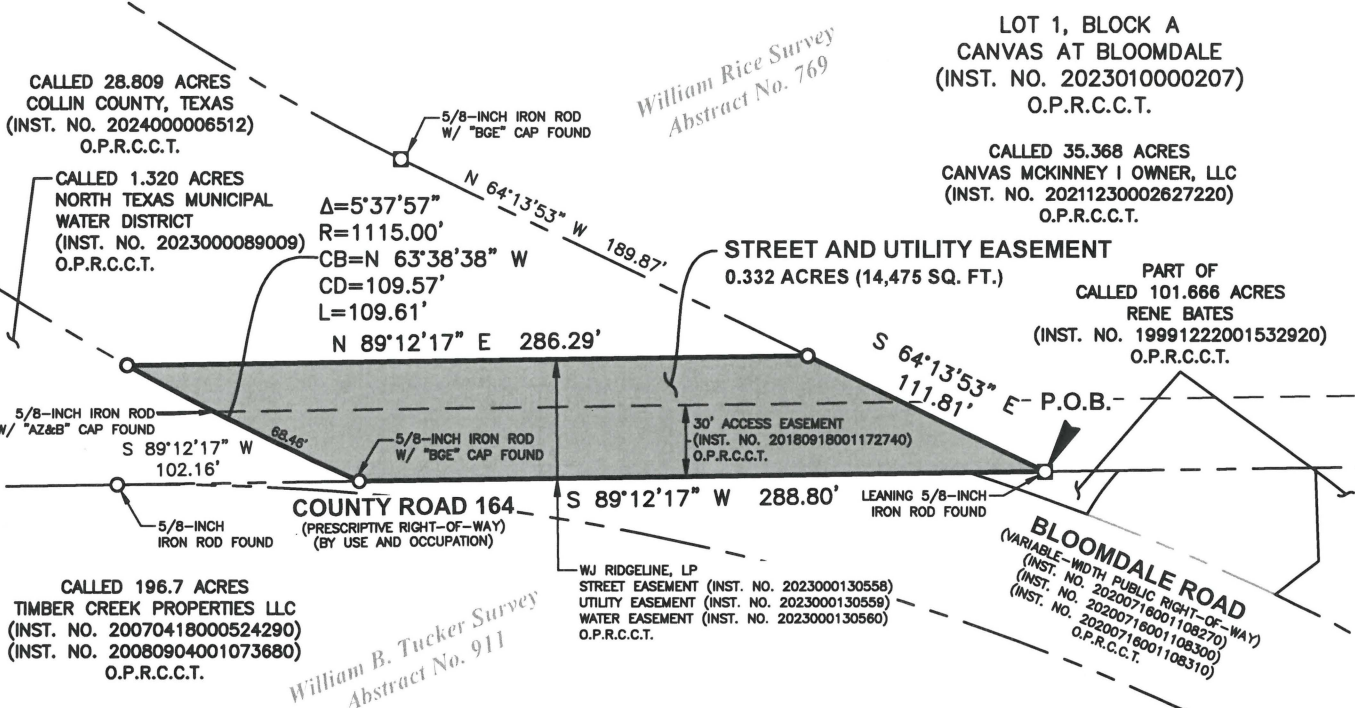 LOT 1, BLOCK A
CANVAS AT BLOOMDALE
(INST. NO. 2023010000207)
O.P.R.C.C.T.
William Rice Survey
Abstract No. 769
CALLED 28.809 ACRES
COLLIN COUNTY, TEXAS
(INST. NO. 2024000006512)
O.P.R.C.C.T.
5/8-INCH IRON ROD
W/ "BGE" CAP FOUND
CALLED 35.368 ACRES
CANVAS MCKINNEY I OWNER, LLC
(INST. NO. 20211230002627220)
O.P.R.C.C.T.
CALLED 1.320 ACRES
NORTH TEXAS MUNICIPAL
WATER DISTRICT
(INST. NO. 2023000089009)
O.P.R.C.C.T.
Δ=5°37'57"
R=1115.00'
CB=N 63°38'38" W
CD=109.57'
L=109.61'
N 64°13'53" W 189.87'
STREET AND UTILITY EASEMENT
0.332 ACRES (14,475 SQ. FT.)
PART OF
CALLED 101.666 ACRES
RENE BATES
(INST. NO. 199912220001532920)
O.P.R.C.C.T.
N 89°12'17" E 286.29'
S 64°13'53" E
111.81'
P.O.B.
5/8-INCH IRON ROD
W/ "AZ&B" CAP FOUND
68.46'
5/8-INCH IRON ROD
W/ "BGE" CAP FOUND
30' ACCESS EASEMENT
(INST. NO. 20180918001172740)
O.P.R.C.C.T.
S 89°12'17" W
102.16'
COUNTY ROAD 164
(PRESCRIPTIVE RIGHT-OF-WAY)
(BY USE AND OCCUPATION)
S 89°12'17" W 288.80'
LEANING 5/8-INCH
IRON ROD FOUND
5/8-INCH
IRON ROD FOUND
BLOOMDALE ROAD
(VARIABLE-WIDTH PUBLIC RIGHT-OF-WAY)
(INST. NO. 20200716001108270)
(INST. NO. 20200716001108300)
(INST. NO. 20200716001108310)
O.P.R.C.C.T.
WJ RIDGELINE, LP
STREET EASEMENT (INST. NO. 2023000130558)
UTILITY EASEMENT (INST. NO. 2023000130559)
WATER EASEMENT (INST. NO. 2023000130560)
O.P.R.C.C.T.
CALLED 196.7 ACRES
TIMBER CREEK PROPERTIES LLC
(INST. NO. 20070418000524290)
(INST. NO. 20080904001073680)
O.P.R.C.C.T.
William B. Tucker Survey
Abstract No. 911